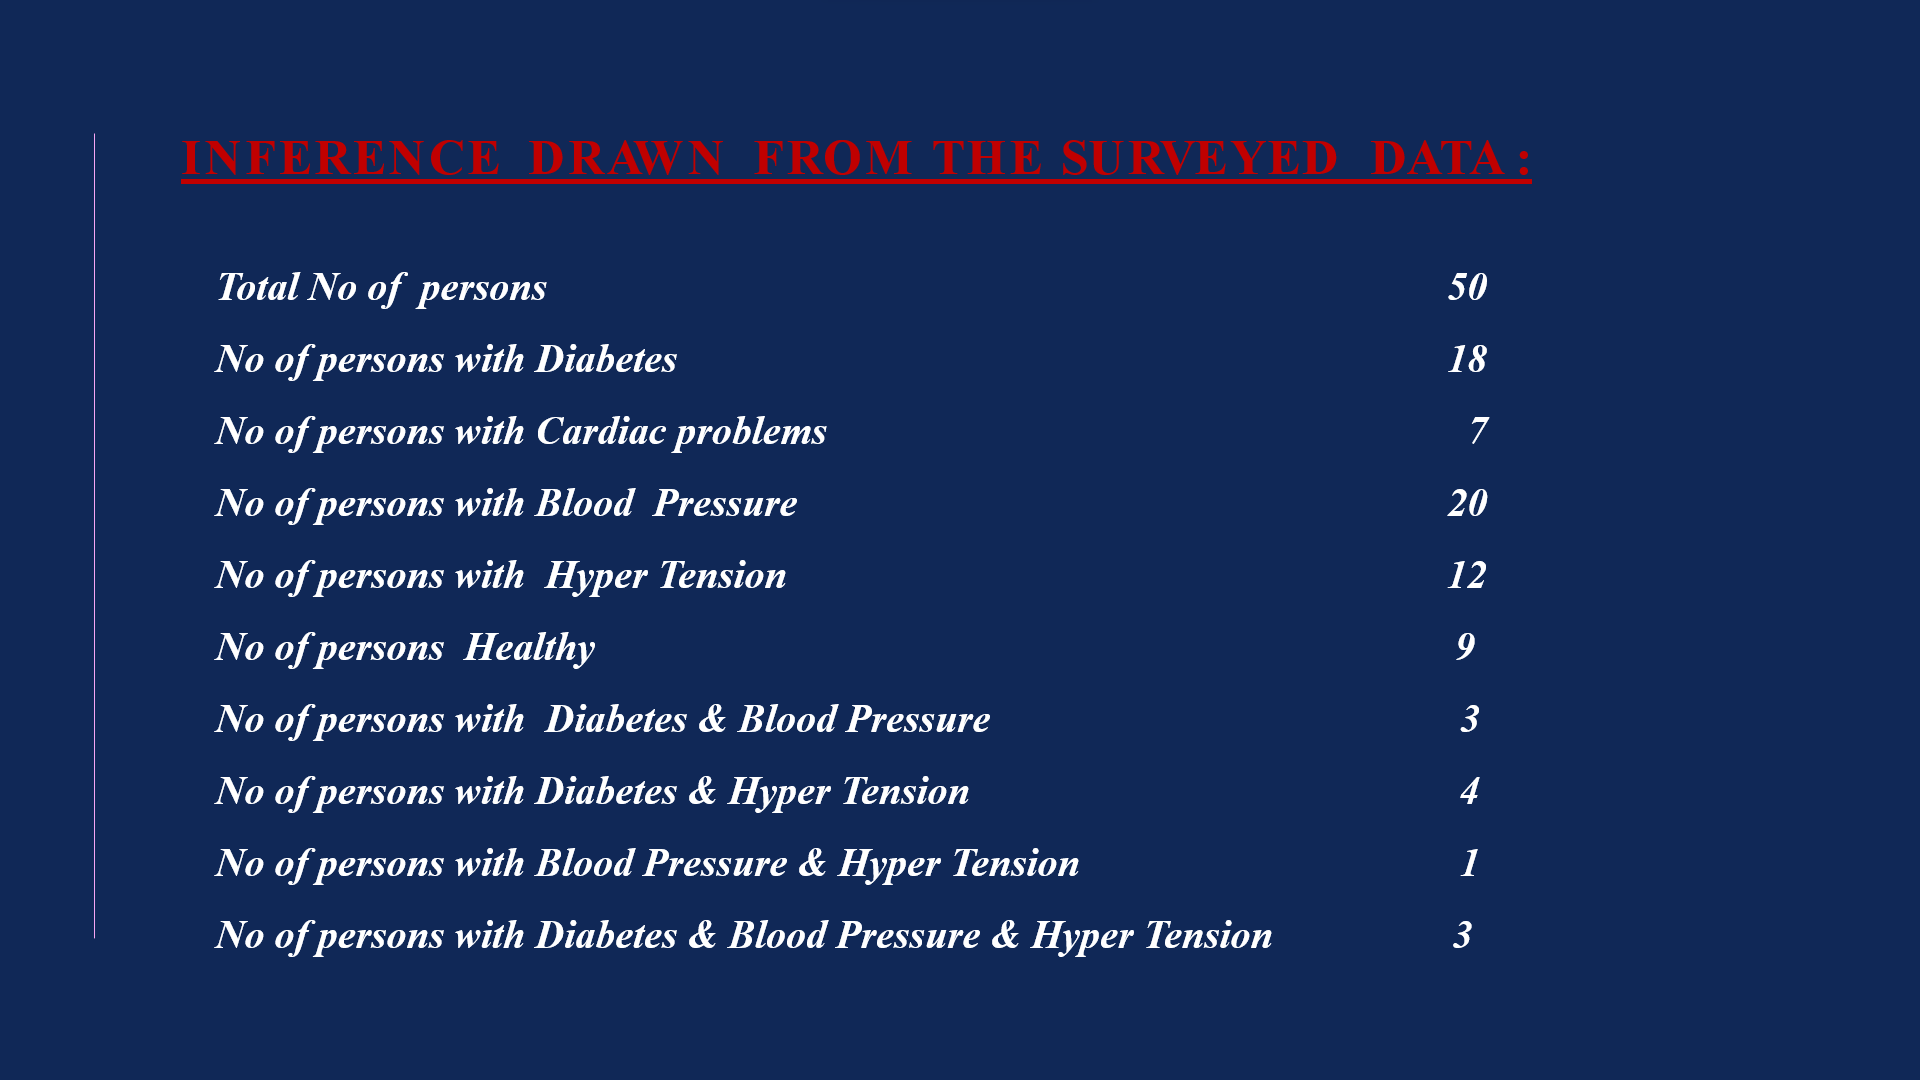 INFERENCE DRAWN FROM THE SURVEYED DATA :
Total No of persons 50
No of persons with Diabetes 18
No of persons with Cardiac problems 7
No of persons with Blood Pressure 20
No of persons with Hyper Tension 12
No of persons Healthy 9
No of persons with Diabetes & Blood Pressure 3
No of persons with Diabetes & Hyper Tension 4
No of persons with Blood Pressure & Hyper Tension 1
No of persons with Diabetes & Blood Pressure & Hyper Tension 3